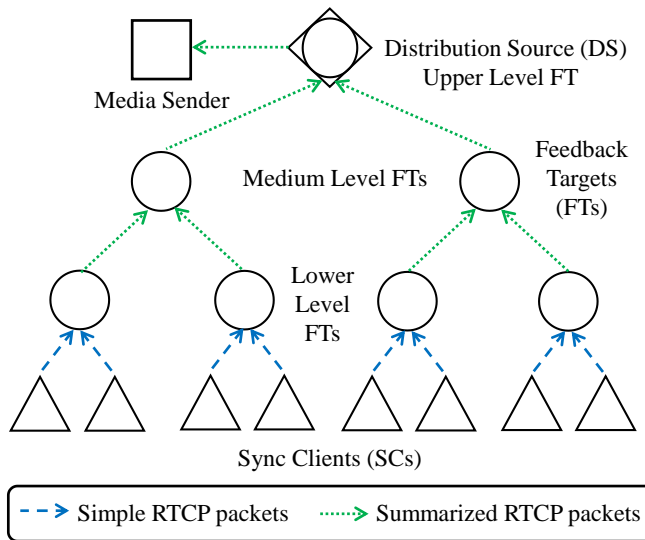 Distribution Source (DS)
Upper Level FT
Media Sender
Medium Level FTs
Feedback
Targets
(FTs)
Lower
Level
FTs
Sync Clients (SCs)
Simple RTCP packets
Summarized RTCP packets